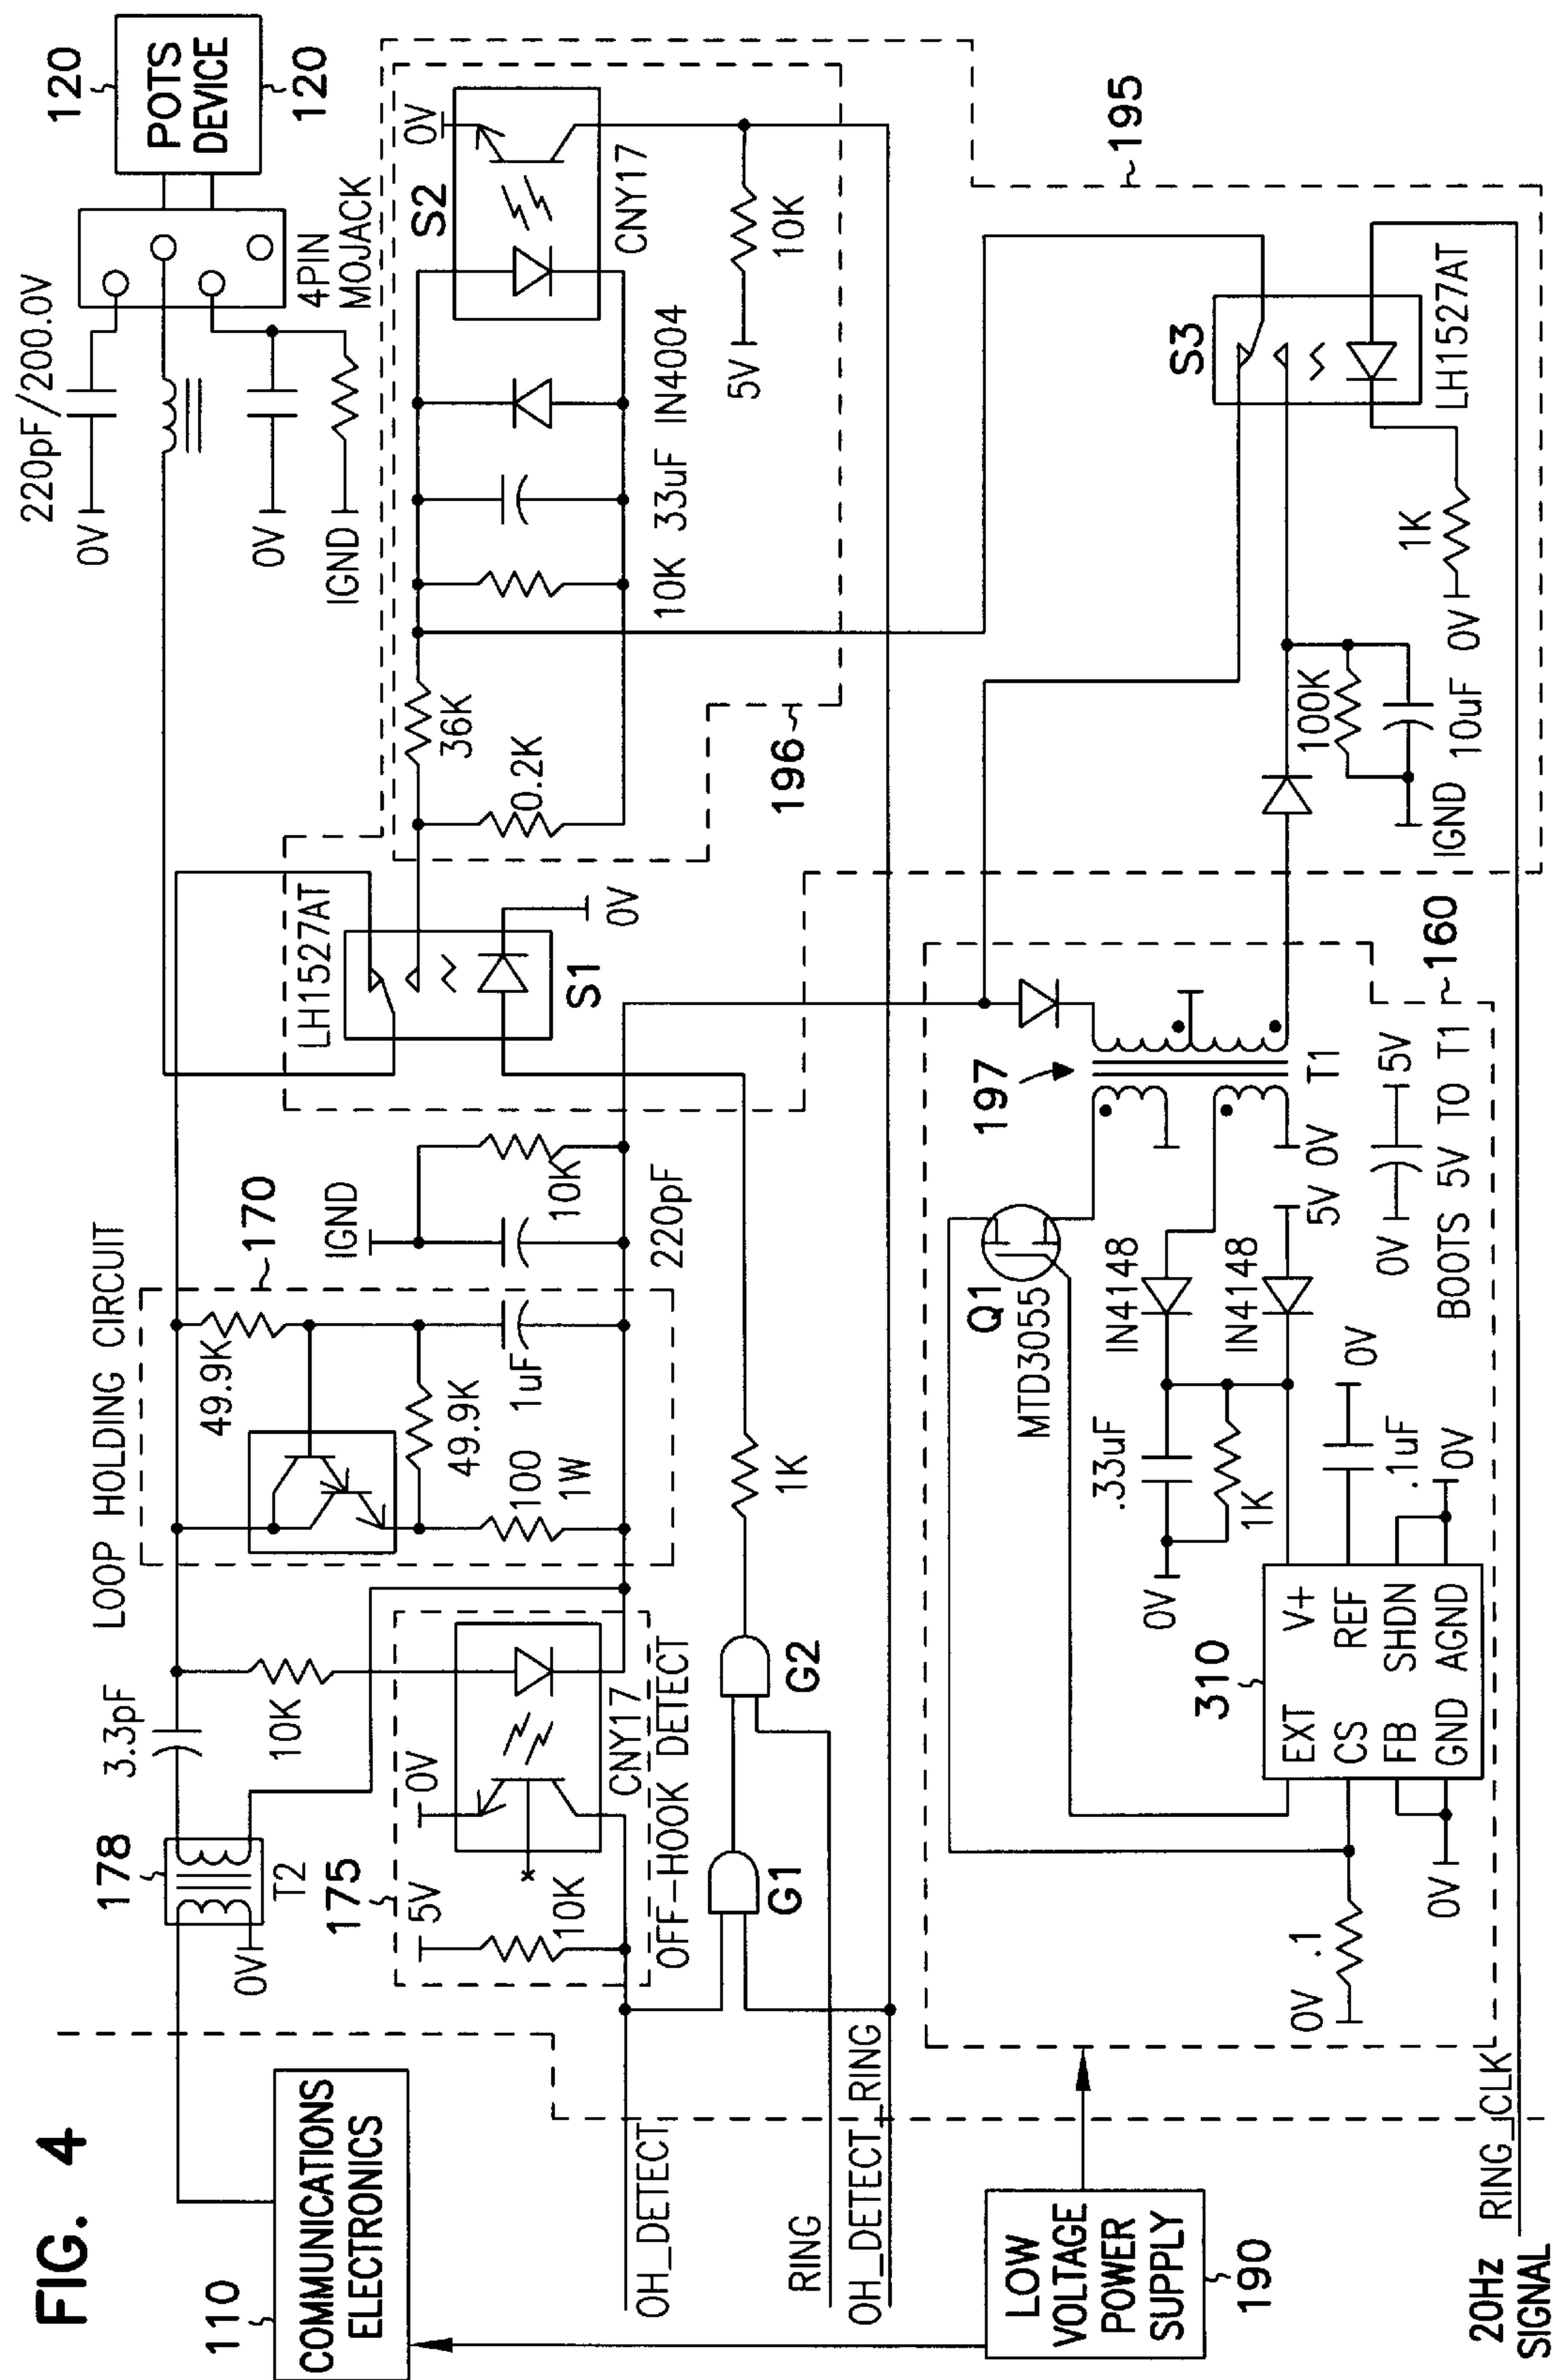 FIG. 4
110
COMMUNICATIONS
ELECTRONICS
178
T2
0V
3.3pF
10K
LOOP HOLDING CIRCUIT
170
49.9K
49.9K
1uF
100
1W
IGND
10K
220pF
LH1527AT
S1
0V
220pF/200.0V
0V
0V
IGND
4PIN
MOJACK
120
POTS
DEVICE
120
175
5V
10K
0V
CNY17
OFF-HOOK DETECT
OH_DETECT
G1
G2
1K
RING
OH_DETECT_RING
36K
0.2K
196
10K
33uF
IN4004
S2
0V
CNY17
5V
10K
195
LOW
VOLTAGE
POWER
SUPPLY
190
0V
.1
0V
310
EXT
CS
FB
GND
V+
REF
SHDN
AGND
0V
.33uF
1K
.1uF
0V
0V
Q1
MTD3055
IN4148
IN4148
5V
0V
197
T1
0V
5V
BOOTS 5V TO T1
160
IGND
100K
10uF
0V
1K
S3
LH1527AT
20Hz
SIGNAL
RING_CLK